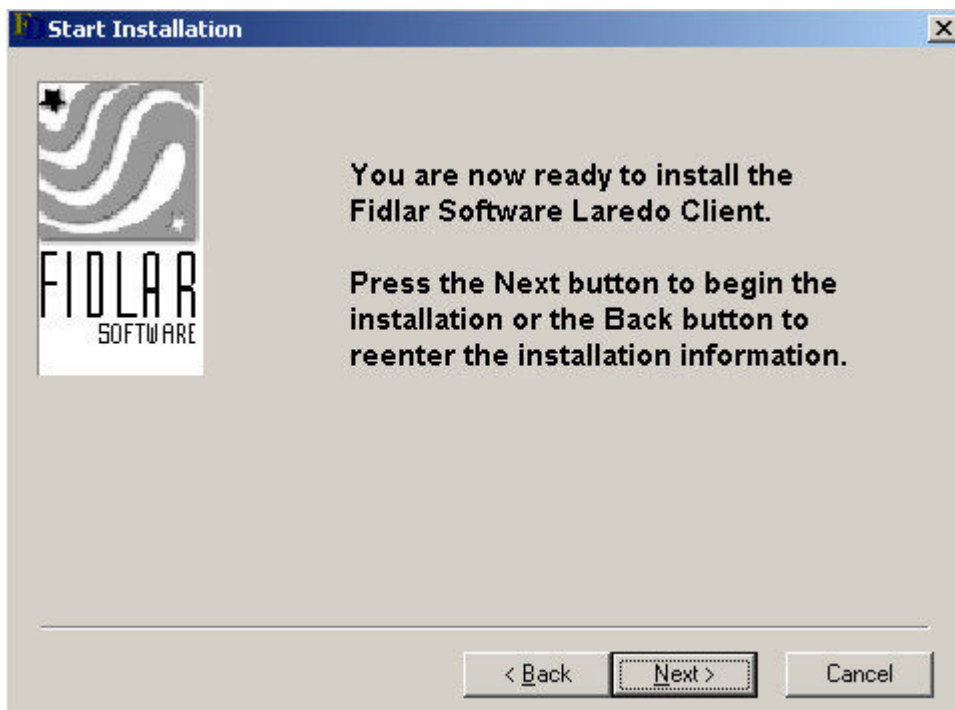 Start Installation
You are now ready to install the
Fidlar Software Laredo Client.
Press the Next button to begin the
installation or the Back button to
reenter the installation information.
FIDLAR
SOFTWARE
< Back
Next >
Cancel